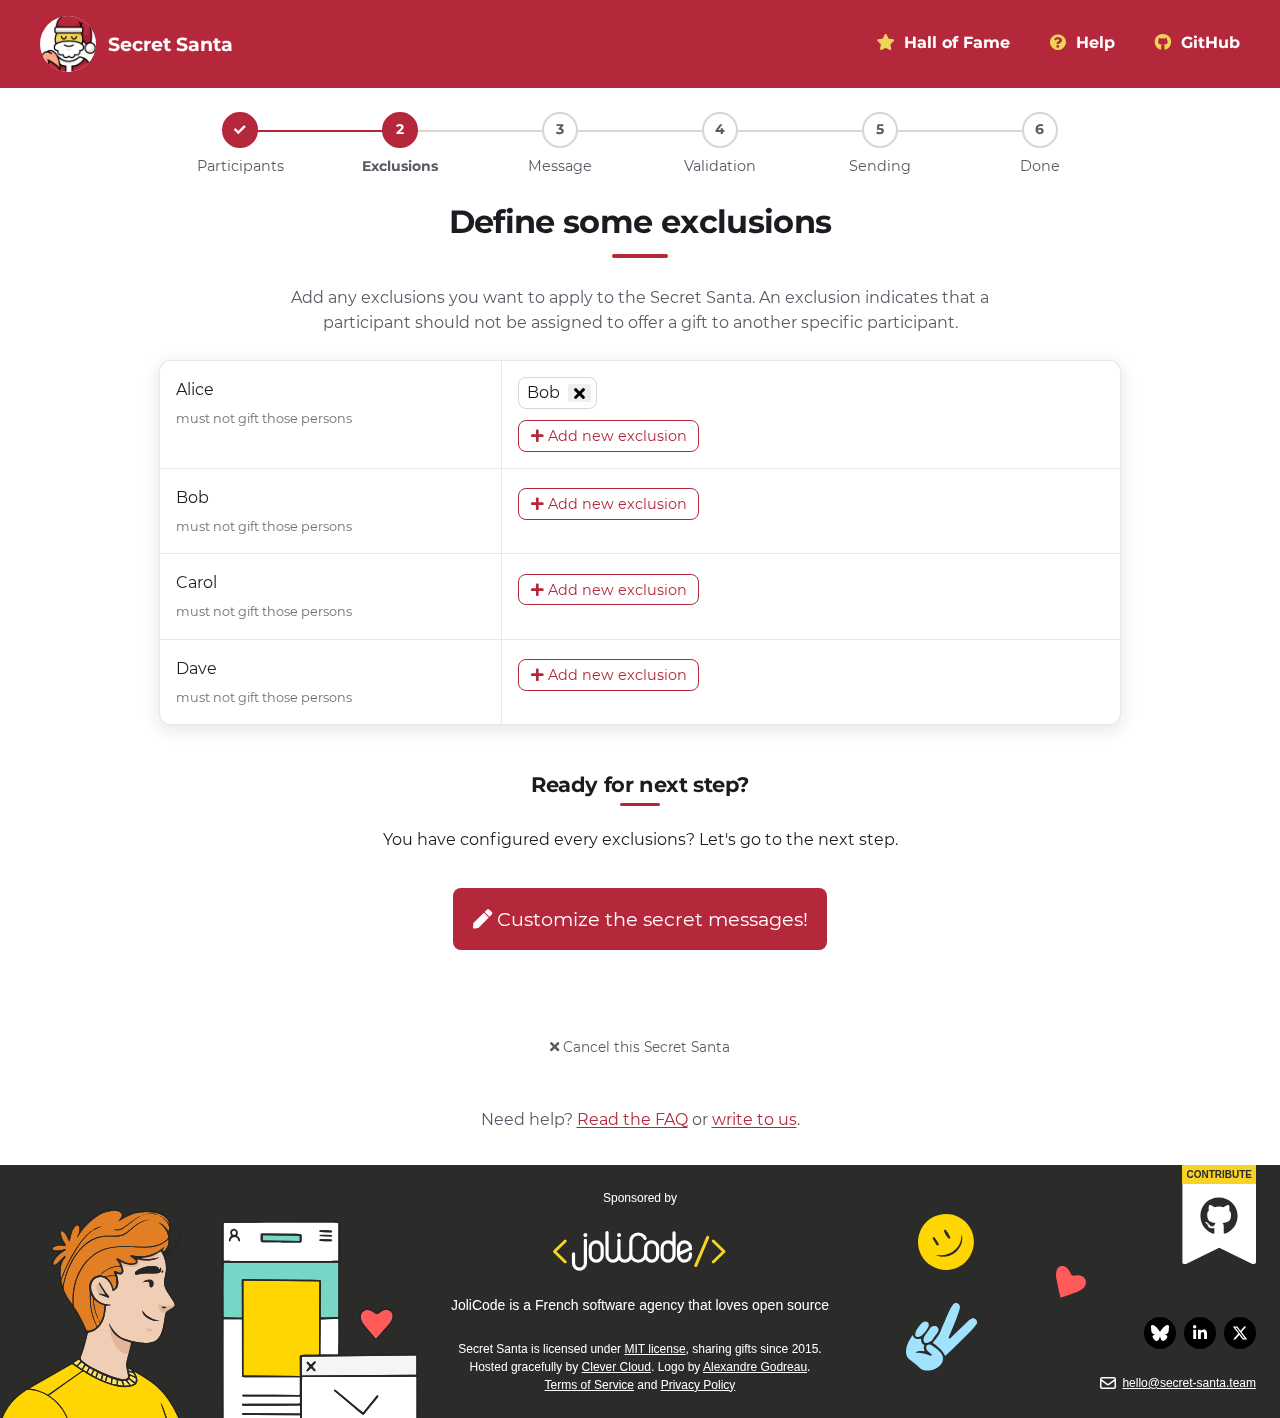 Secret Santa
Hall of Fame
Help
GitHub
2
3
4
5
6
Participants
Exclusions
Message
Validation
Sending
Done
Define some exclusions
Add any exclusions you want to apply to the Secret Santa. An exclusion indicates that a
participant should not be assigned to offer a gift to another specific participant.
Alice
must not gift those persons
Bob
Add new exclusion
Bob
must not gift those persons
Add new exclusion
Carol
must not gift those persons
Add new exclusion
Dave
must not gift those persons
Add new exclusion
Ready for next step?
You have configured every exclusions? Let's go to the next step.
Customize the secret messages!
Cancel this Secret Santa
Need help? Read the FAQ or write to us.
Sponsored by
<joliCode/>
JoliCode is a French software agency that loves open source
Secret Santa is licensed under MIT license, sharing gifts since 2015.
Hosted gracefully by Clever Cloud. Logo by Alexandre Godreau.
Terms of Service and Privacy Policy
CONTRIBUTE
hello@secret-santa.team